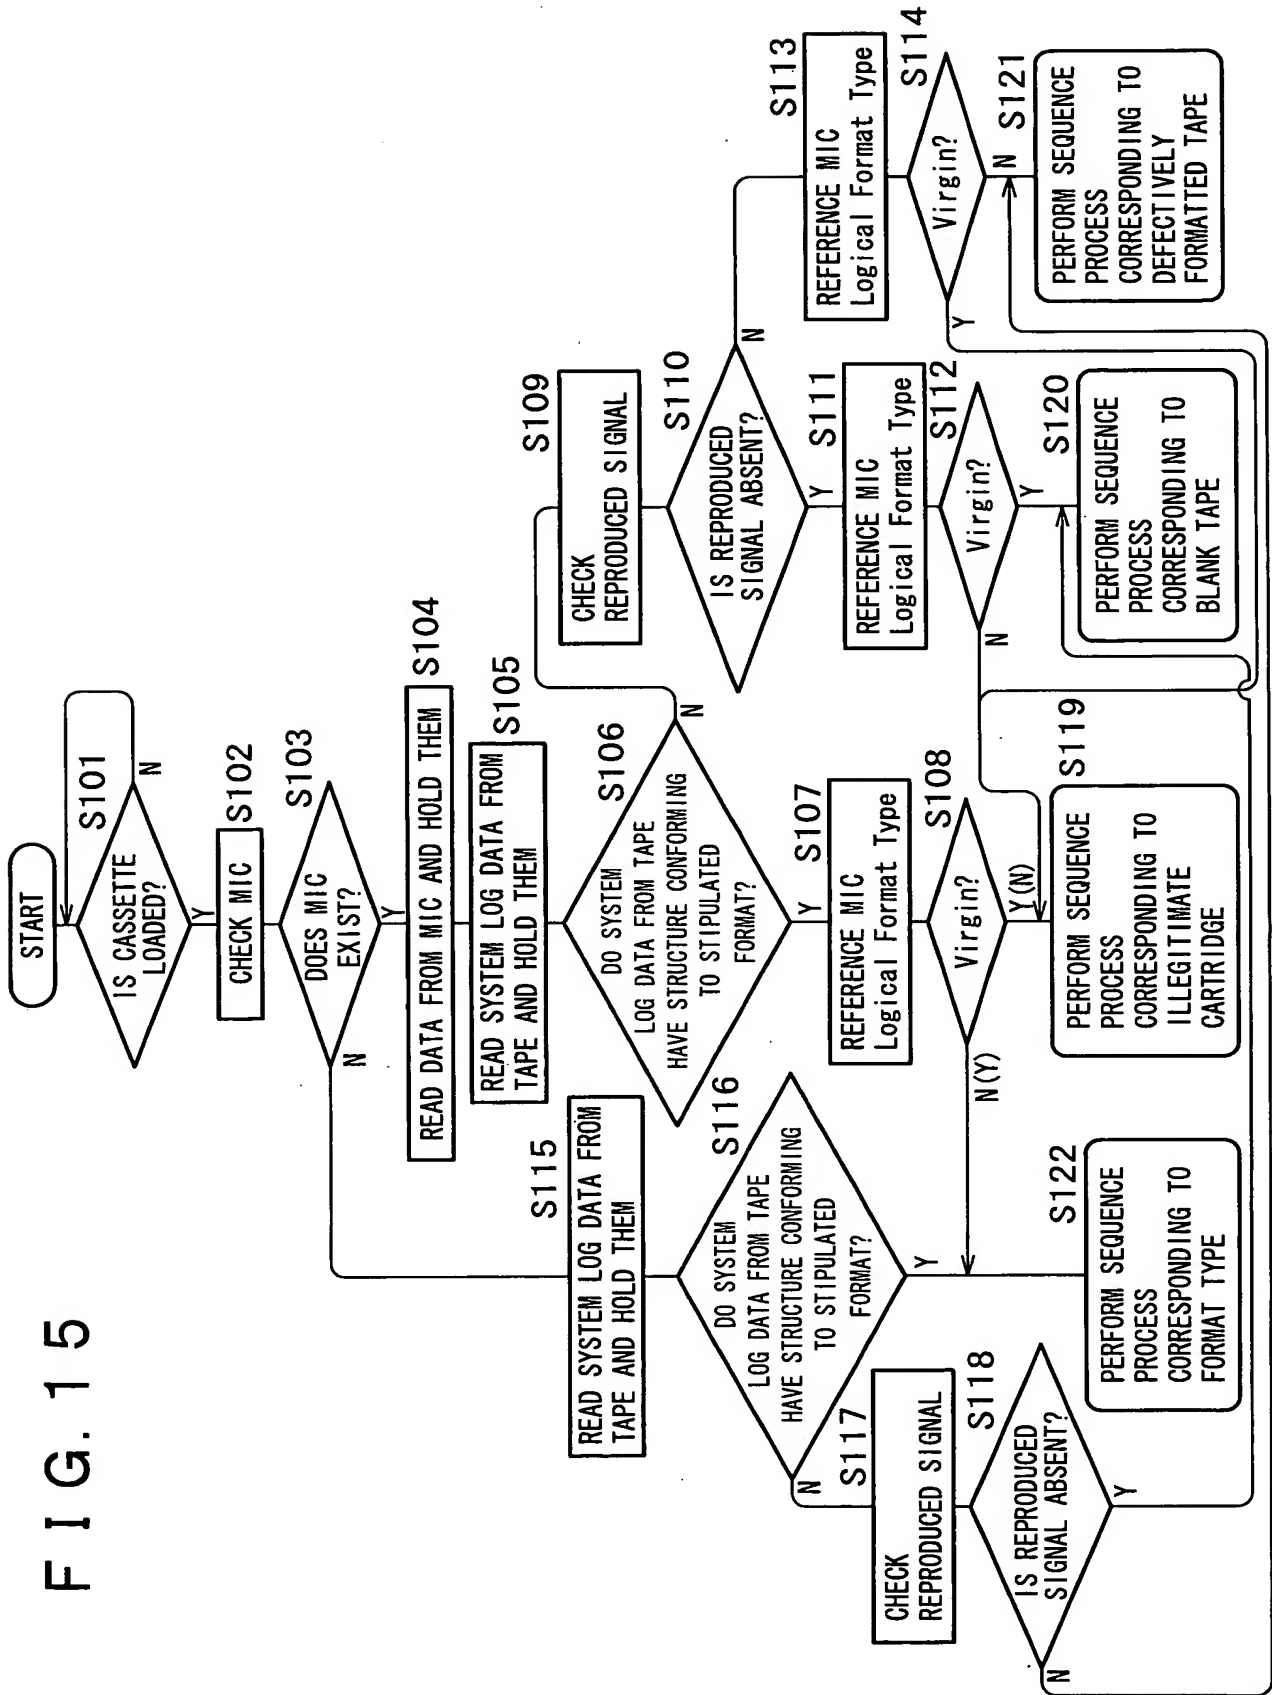 FIG. 15
START
S101
IS CASSETTE
LOADED?
N
Y
S102
CHECK MIC
S103
DOES MIC
EXIST?
N
Y
S104
READ DATA FROM MIC AND HOLD THEM
S105
READ SYSTEM LOG DATA FROM
TAPE AND HOLD THEM
S106
DO SYSTEM
LOG DATA FROM TAPE
HAVE STRUCTURE CONFORMING
TO STIPULATED
FORMAT?
N
Y
S107
REFERENCE MIC
Logical Format Type
S108
Virgin?
N(Y)
Y(N)
S109
CHECK
REPRODUCED SIGNAL
S110
IS REPRODUCED
SIGNAL ABSENT?
N
Y
S111
REFERENCE MIC
Logical Format Type
S112
Virgin?
N
Y
S113
REFERENCE MIC
Logical Format Type
S114
Virgin?
Y
N
S115
READ SYSTEM LOG DATA FROM
TAPE AND HOLD THEM
S116
DO SYSTEM
LOG DATA FROM TAPE
HAVE STRUCTURE CONFORMING
TO STIPULATED
FORMAT?
N
Y
S117
CHECK
REPRODUCED SIGNAL
S118
IS REPRODUCED
SIGNAL ABSENT?
N
Y
S122
PERFORM SEQUENCE
PROCESS
CORRESPONDING TO
FORMAT TYPE
S119
PERFORM SEQUENCE
PROCESS
CORRESPONDING TO
ILLEGITIMATE
CARTRIDGE
S120
PERFORM SEQUENCE
PROCESS
CORRESPONDING TO
BLANK TAPE
S121
PERFORM SEQUENCE
PROCESS
CORRESPONDING TO
DEFECTIVELY
FORMATTED TAPE